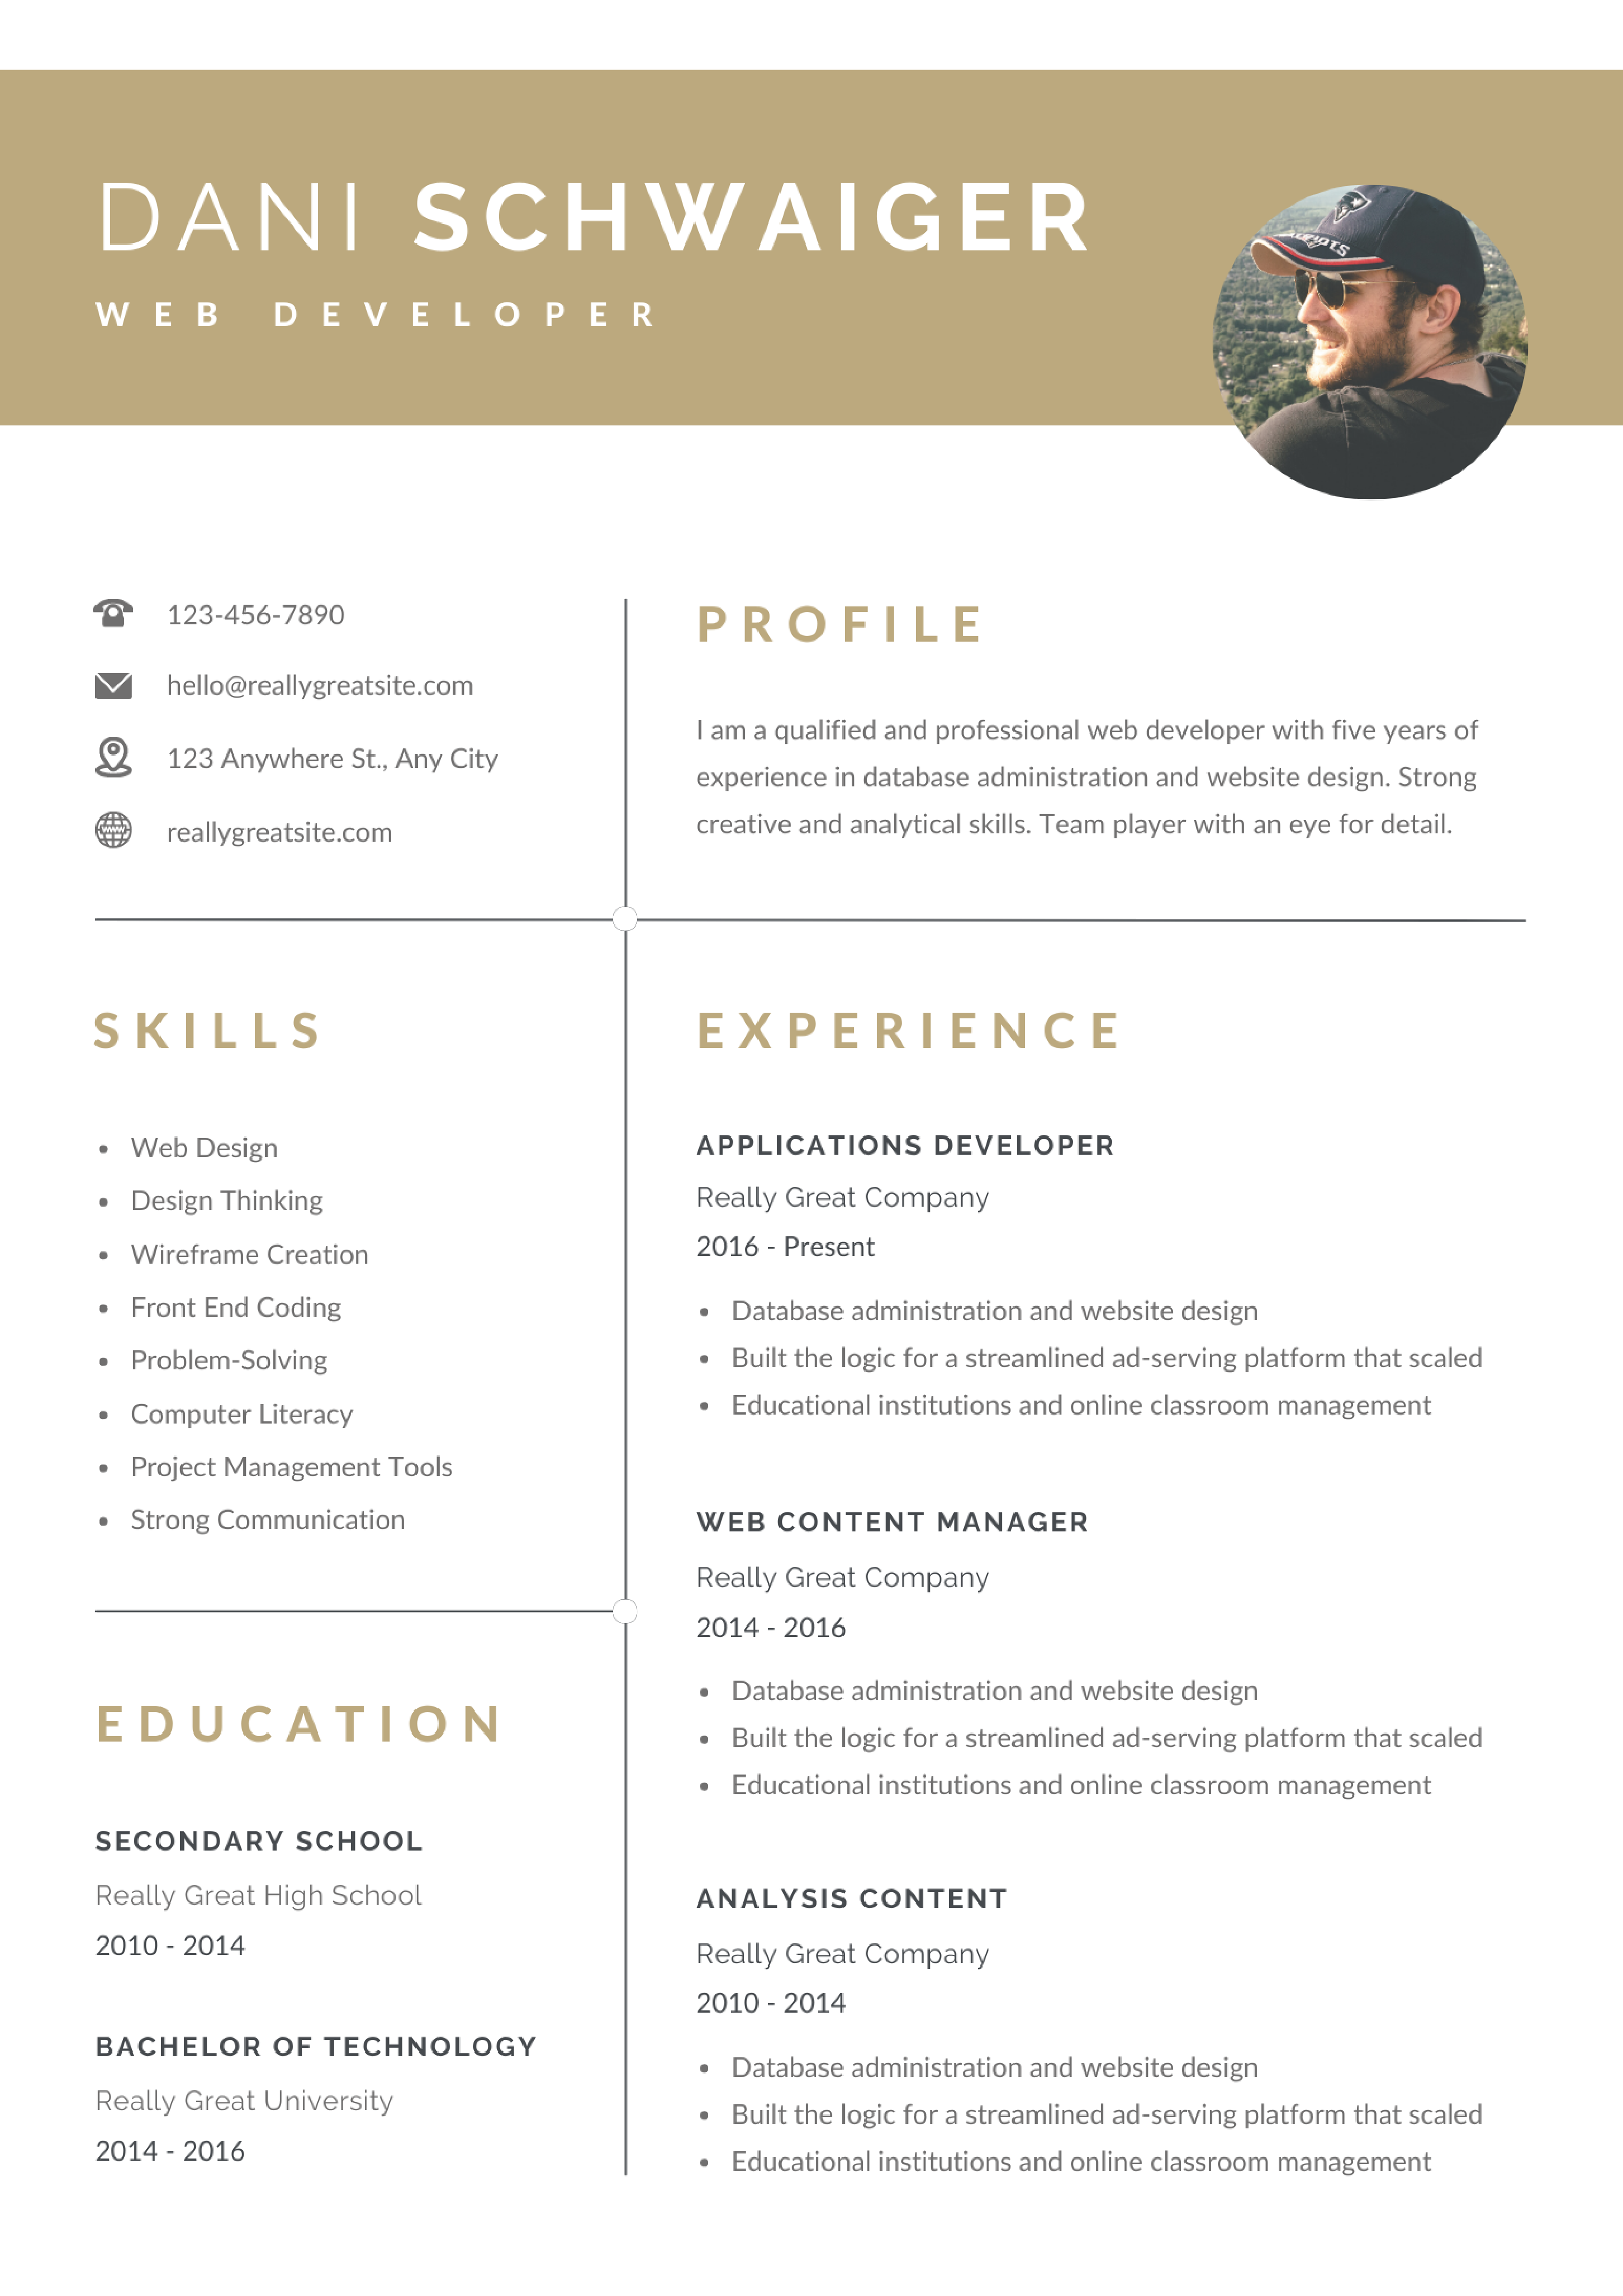 DANI SCHWAIGER
WEB DEVELOPER
123-456-7890
hello@reallygreatsite.com
123 Anywhere St., Any City
reallygreatsite.com
PROFILE
I am a qualified and professional web developer with five years of
experience in database administration and website design. Strong
creative and analytical skills. Team player with an eye for detail.
SKILLS
• Web Design
• Design Thinking
• Wireframe Creation
• Front End Coding
• Problem-Solving
• Computer Literacy
• Project Management Tools
• Strong Communication
EDUCATION
SECONDARY SCHOOL
Really Great High School
2010 - 2014
BACHELOR OF TECHNOLOGY
Really Great University
2014 - 2016
EXPERIENCE
APPLICATIONS DEVELOPER
Really Great Company
2016 - Present
• Database administration and website design
• Built the logic for a streamlined ad-serving platform that scaled
• Educational institutions and online classroom management
WEB CONTENT MANAGER
Really Great Company
2014 - 2016
• Database administration and website design
• Built the logic for a streamlined ad-serving platform that scaled
• Educational institutions and online classroom management
ANALYSIS CONTENT
Really Great Company
2010 - 2014
• Database administration and website design
• Built the logic for a streamlined ad-serving platform that scaled
• Educational institutions and online classroom management